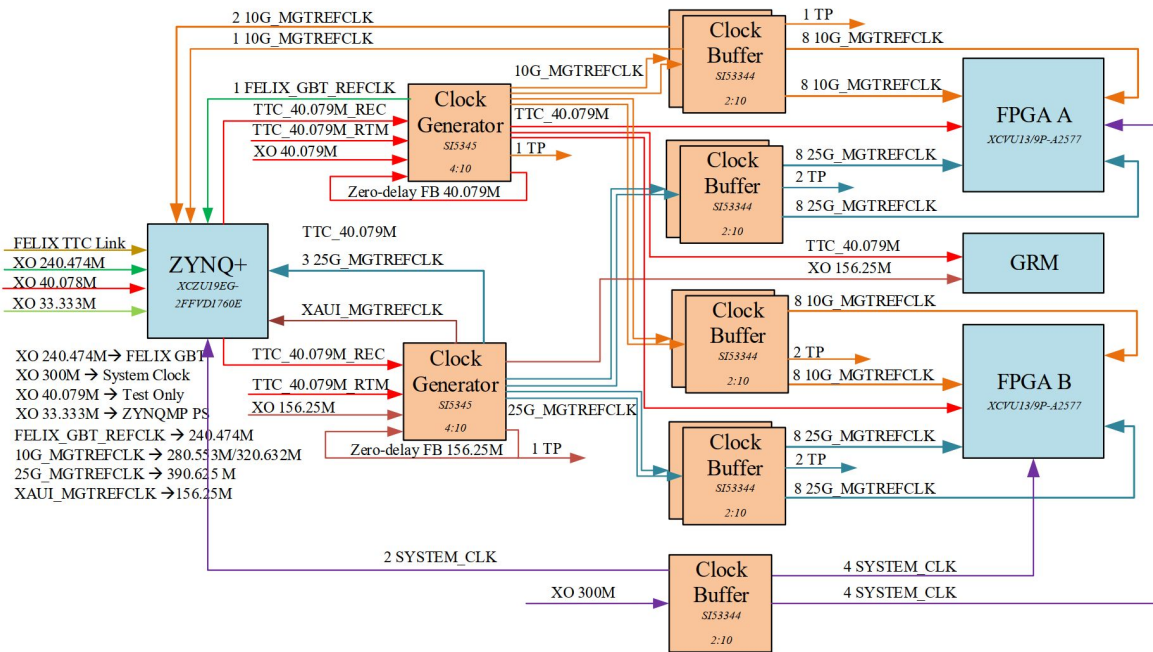 2 10G_MGTREFCLK
1 10G_MGTREFCLK
1 FELIX_GBT_REFCLK
TTC_40.079M_REC
TTC_40.079M_RTM
XO 40.079M
Clock
Generator
SI5345
4:10
Zero-delay FB 40.079M
10G_MGTREFCLK
TTC_40.079M
1 TP
Clock
Buffer
SI53344
2:10
1 TP
8 10G_MGTREFCLK
8 10G_MGTREFCLK
FPGA A
XCVU13/9P-A2577
Clock
Buffer
SI53344
2:10
8 25G_MGTREFCLK
2 TP
8 25G_MGTREFCLK
FELIX TTC Link
XO 240.474M
XO 40.078M
XO 33.333M
ZYNQ+
XCZU19EG-
2FFVD1760E
TTC_40.079M
3 25G_MGTREFCLK
XAUI_MGTREFCLK
TTC_40.079M
XO 156.25M
GRM
XO 240.474M→ FELIX GBT
XO 300M → System Clock
XO 40.079M → Test Only
XO 33.333M → ZYNQMP PS
FELIX_GBT_REFCLK → 240.474M
10G_MGTREFCLK → 280.553M/320.632M
25G_MGTREFCLK → 390.625 M
XAUI_MGTREFCLK →156.25M
TTC_40.079M_REC
TTC_40.079M_RTM
XO 156.25M
Clock
Generator
SI5345
4:10
Zero-delay FB 156.25M
25G_MGTREFCLK
1 TP
Clock
Buffer
SI53344
2:10
8 10G_MGTREFCLK
2 TP
8 10G_MGTREFCLK
FPGA B
XCVU13/9P-A2577
Clock
Buffer
SI53344
2:10
8 25G_MGTREFCLK
2 TP
8 25G_MGTREFCLK
2 SYSTEM_CLK
XO 300M
Clock
Buffer
SI53344
2:10
4 SYSTEM_CLK
4 SYSTEM_CLK